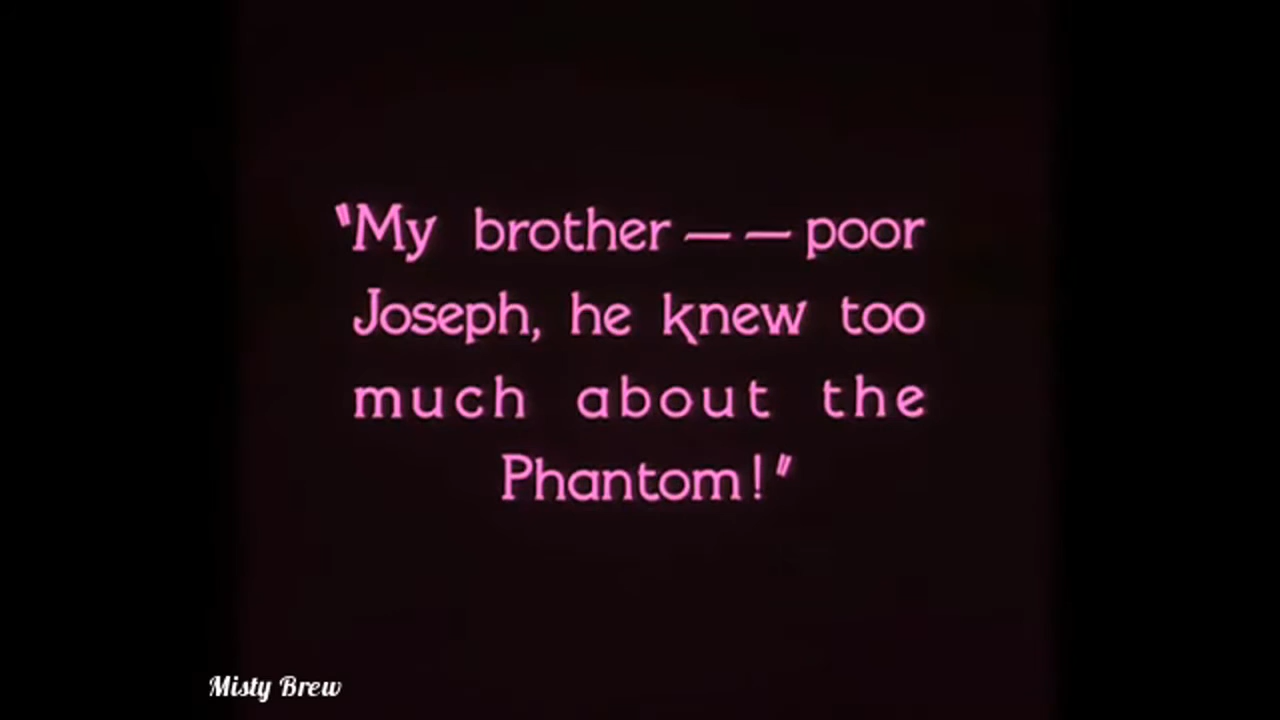 "My brother — — poor
Joseph, he knew too
much about the
Phantom!"
Misty Brew